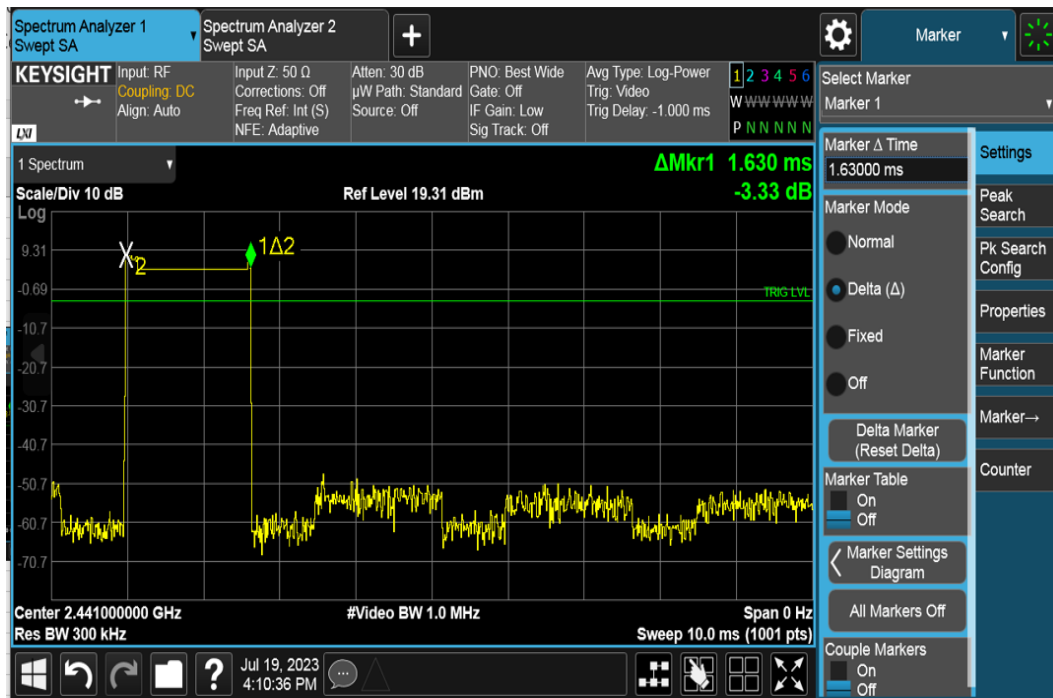 Spectrum Analyzer 1
Swept SA
Spectrum Analyzer 2
Swept SA
Marker
KEYSIGHT
LXI
Input: RF
Coupling: DC
Align: Auto
Input Z: 50 Ω
Corrections: Off
Freq Ref: Int (S)
NFE: Adaptive
Atten: 30 dB
µW Path: Standard
Source: Off
PNO: Best Wide
Gate: Off
IF Gain: Low
Sig Track: Off
Avg Type: Log-Power
Trig: Video
Trig Delay: -1.000 ms
1 2 3 4 5 6
W W W W W W
P N N N N N
1 Spectrum
ΔMkr1 1.630 ms
-3.33 dB
Scale/Div 10 dB
Ref Level 19.31 dBm
Log
9.31
-0.69
-10.7
-20.7
-30.7
-40.7
-50.7
-60.7
-70.7
2
1Δ2
TRIG LVL
Center 2.441000000 GHz
#Video BW 1.0 MHz
Span 0 Hz
Res BW 300 kHz
Sweep 10.0 ms (1001 pts)
Jul 19, 2023
4:10:36 PM
Select Marker
Marker 1
Marker Δ Time
1.63000 ms
Marker Mode
Normal
Delta (Δ)
Fixed
Off
Delta Marker
(Reset Delta)
Marker Table
On
Off
Marker Settings
Diagram
All Markers Off
Couple Markers
On
Off
Settings
Peak
Search
Pk Search
Config
Properties
Marker
Function
Marker→
Counter